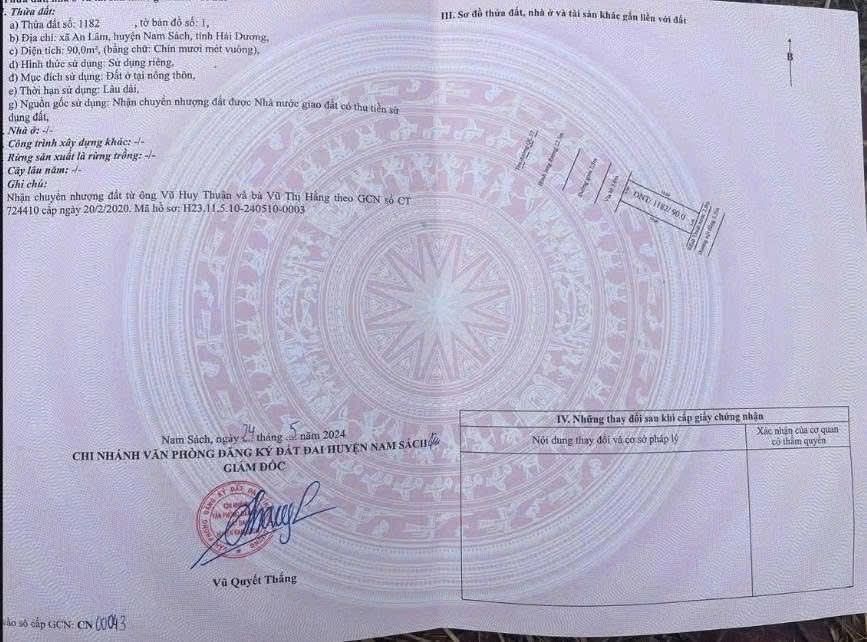 Thửa đất:
a) Thửa đất số: 1182 , tờ bản đồ số: 1,
b) Địa chỉ: xã An Lâm, huyện Nam Sách, tỉnh Hải Dương,
c) Diện tích: 90,0m², (bằng chữ: Chín mươi mét vuông),
d) Hình thức sử dụng: Sử dụng riêng,
đ) Mục đích sử dụng: Đất ở tại nông thôn,
e) Thời hạn sử dụng: Lâu dài,
g) Nguồn gốc sử dụng: Nhận chuyển nhượng đất được Nhà nước giao đất có thu tiền sử
dụng đất,
Nhà ở: -/-
Công trình xây dựng khác: -/-
Rừng sản xuất là rừng trồng: -/-
Cây lâu năm: -/-
Ghi chú:
Nhận chuyển nhượng đất từ ông Vũ Huy Thuận và bà Vũ Thị Hằng theo GCN số CT
724410 cấp ngày 20/2/2020. Mã hồ sơ: H23.11.5.10-240510-0003
Nam Sách, ngày 24 tháng 5 năm 2024
CHI NHÁNH VĂN PHÒNG ĐĂNG KÝ ĐẤT ĐAI HUYỆN NAM SÁCH
GIÁM ĐỐC
Vũ Quyết Thắng
vào sổ cấp GCN: CN 00043
III. Sơ đồ thửa đất, nhà ở và tài sản khác gắn liền với đất
B
ONT: 1182/ 90.0
IV. Những thay đổi sau khi cấp giấy chứng nhận
Nội dung thay đổi và cơ sở pháp lý
Xác nhận của cơ quan
có thẩm quyền